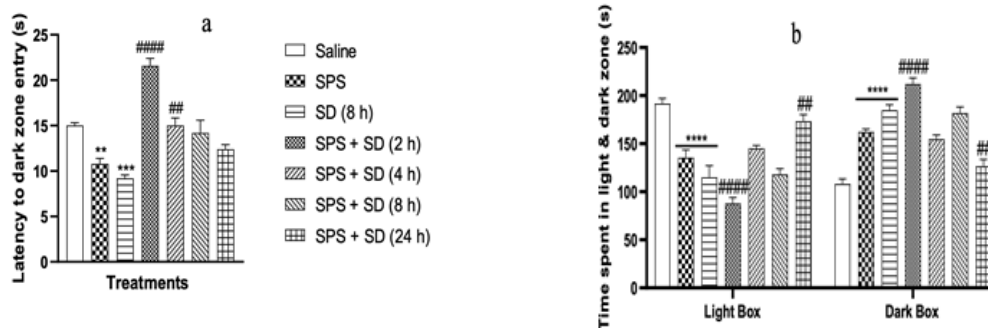 a
Latency to dark zone entry (s)
25
20
15
10
5
0
**
***
####
##
Treatments
Saline
SPS
SD (8 h)
SPS + SD (2 h)
SPS + SD (4 h)
SPS + SD (8 h)
SPS + SD (24 h)
b
Time spent in light & dark zone (s)
250
200
150
100
50
0
****
####
##
****
####
##
Light Box
Dark Box